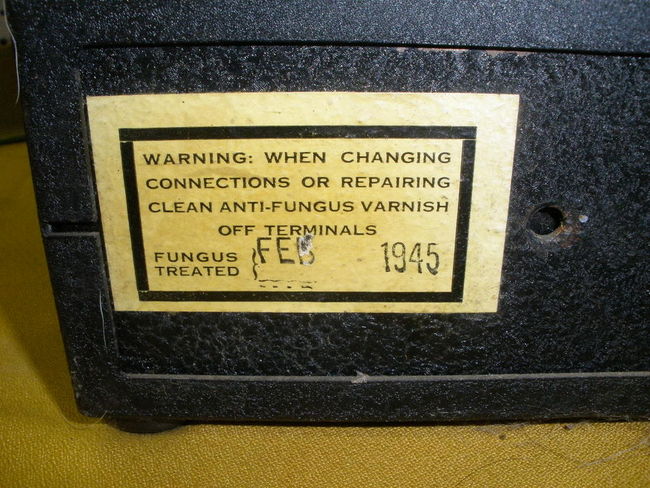 WARNING: WHEN CHANGING
CONNECTIONS OR REPAIRING
CLEAN ANTI-FUNGUS VARNISH
OFF TERMINALS
FUNGUS TREATED { FEB 1945